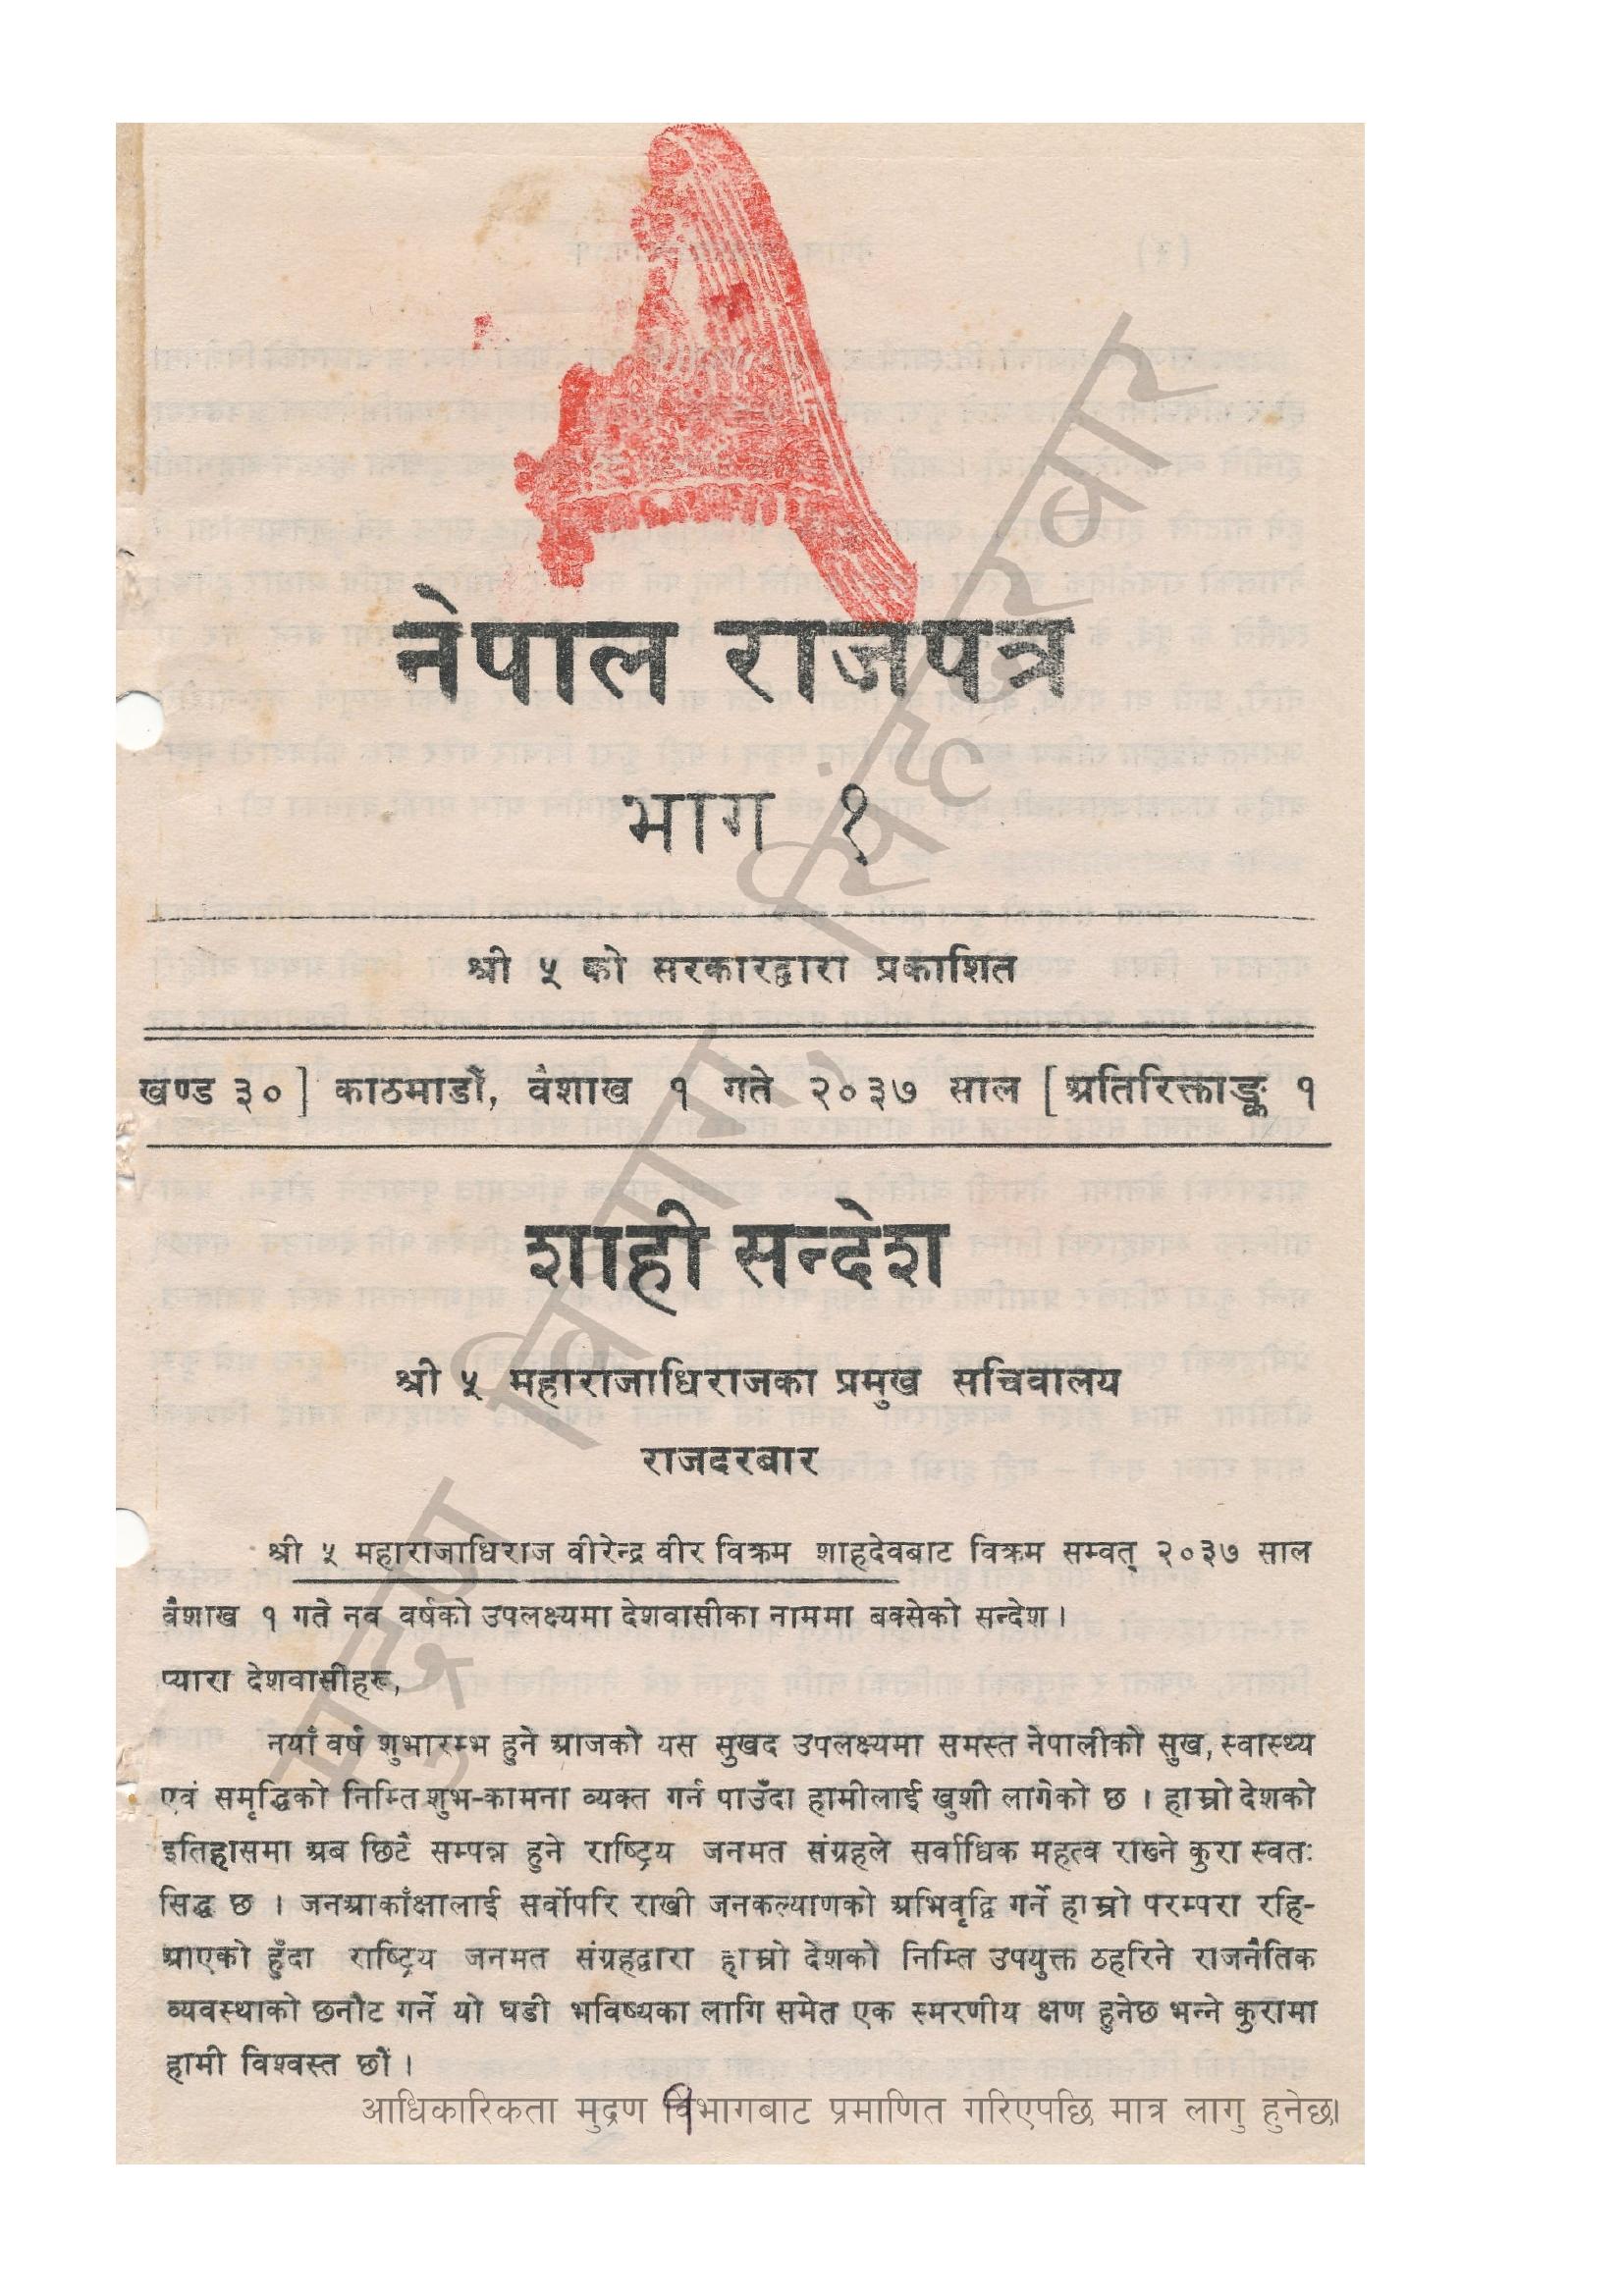 नेपाल राजपत्र
भाग १
श्री ५ को सरकारद्वारा प्रकाशित
खण्ड ३०] काठमाडौं, वैशाख १ गते २०३७ साल [अतिरिक्ताङ्क १
शाही सन्देश
श्री ५ महाराजाधिराजका प्रमुख सचिवालय
राजदरबार
श्री ५ महाराजाधिराज वीरेन्द्र वीर विक्रम शाहदेवबाट विक्रम सम्वत् २०३७ साल
वैशाख १ गते नव वर्षको उपलक्ष्यमा देशवासीका नाममा बक्सेको सन्देश।
प्यारा देशवासीहरू,
नयाँ वर्ष शुभारम्भ हुने आजको यस सुखद उपलक्ष्यमा समस्त नेपालीको सुख, स्वास्थ्य
एवं समृद्धिको निम्ति शुभ-कामना व्यक्त गर्न पाउँदा हामीलाई खुशी लागेको छ । हाम्रो देशको
इतिहासमा अब छिटै सम्पन्न हुने राष्ट्रिय जनमत संग्रहले सर्वाधिक महत्व राख्ने कुरा स्वतः
सिद्ध छ । जनआकाँक्षालाई सर्वोपरि राखी जनकल्याणको अभिवृद्धि गर्ने हाम्रो परम्परा रहि-
आएको हुँदा राष्ट्रिय जनमत संग्रहद्वारा हाम्रो देशको निम्ति उपयुक्त ठहरिने राजनैतिक
व्यवस्थाको छनौट गर्ने यो घडी भविष्यका लागि समेत एक स्मरणीय क्षण हुनेछ भन्ने कुरामा
हामी विश्वस्त छौं।
१
आधिकारिकता मुद्रण विभागबाट प्रमाणित गरिएपछि मात्र लागु हुनेछ।
मुद्रण विभाग, सिंहदरबार